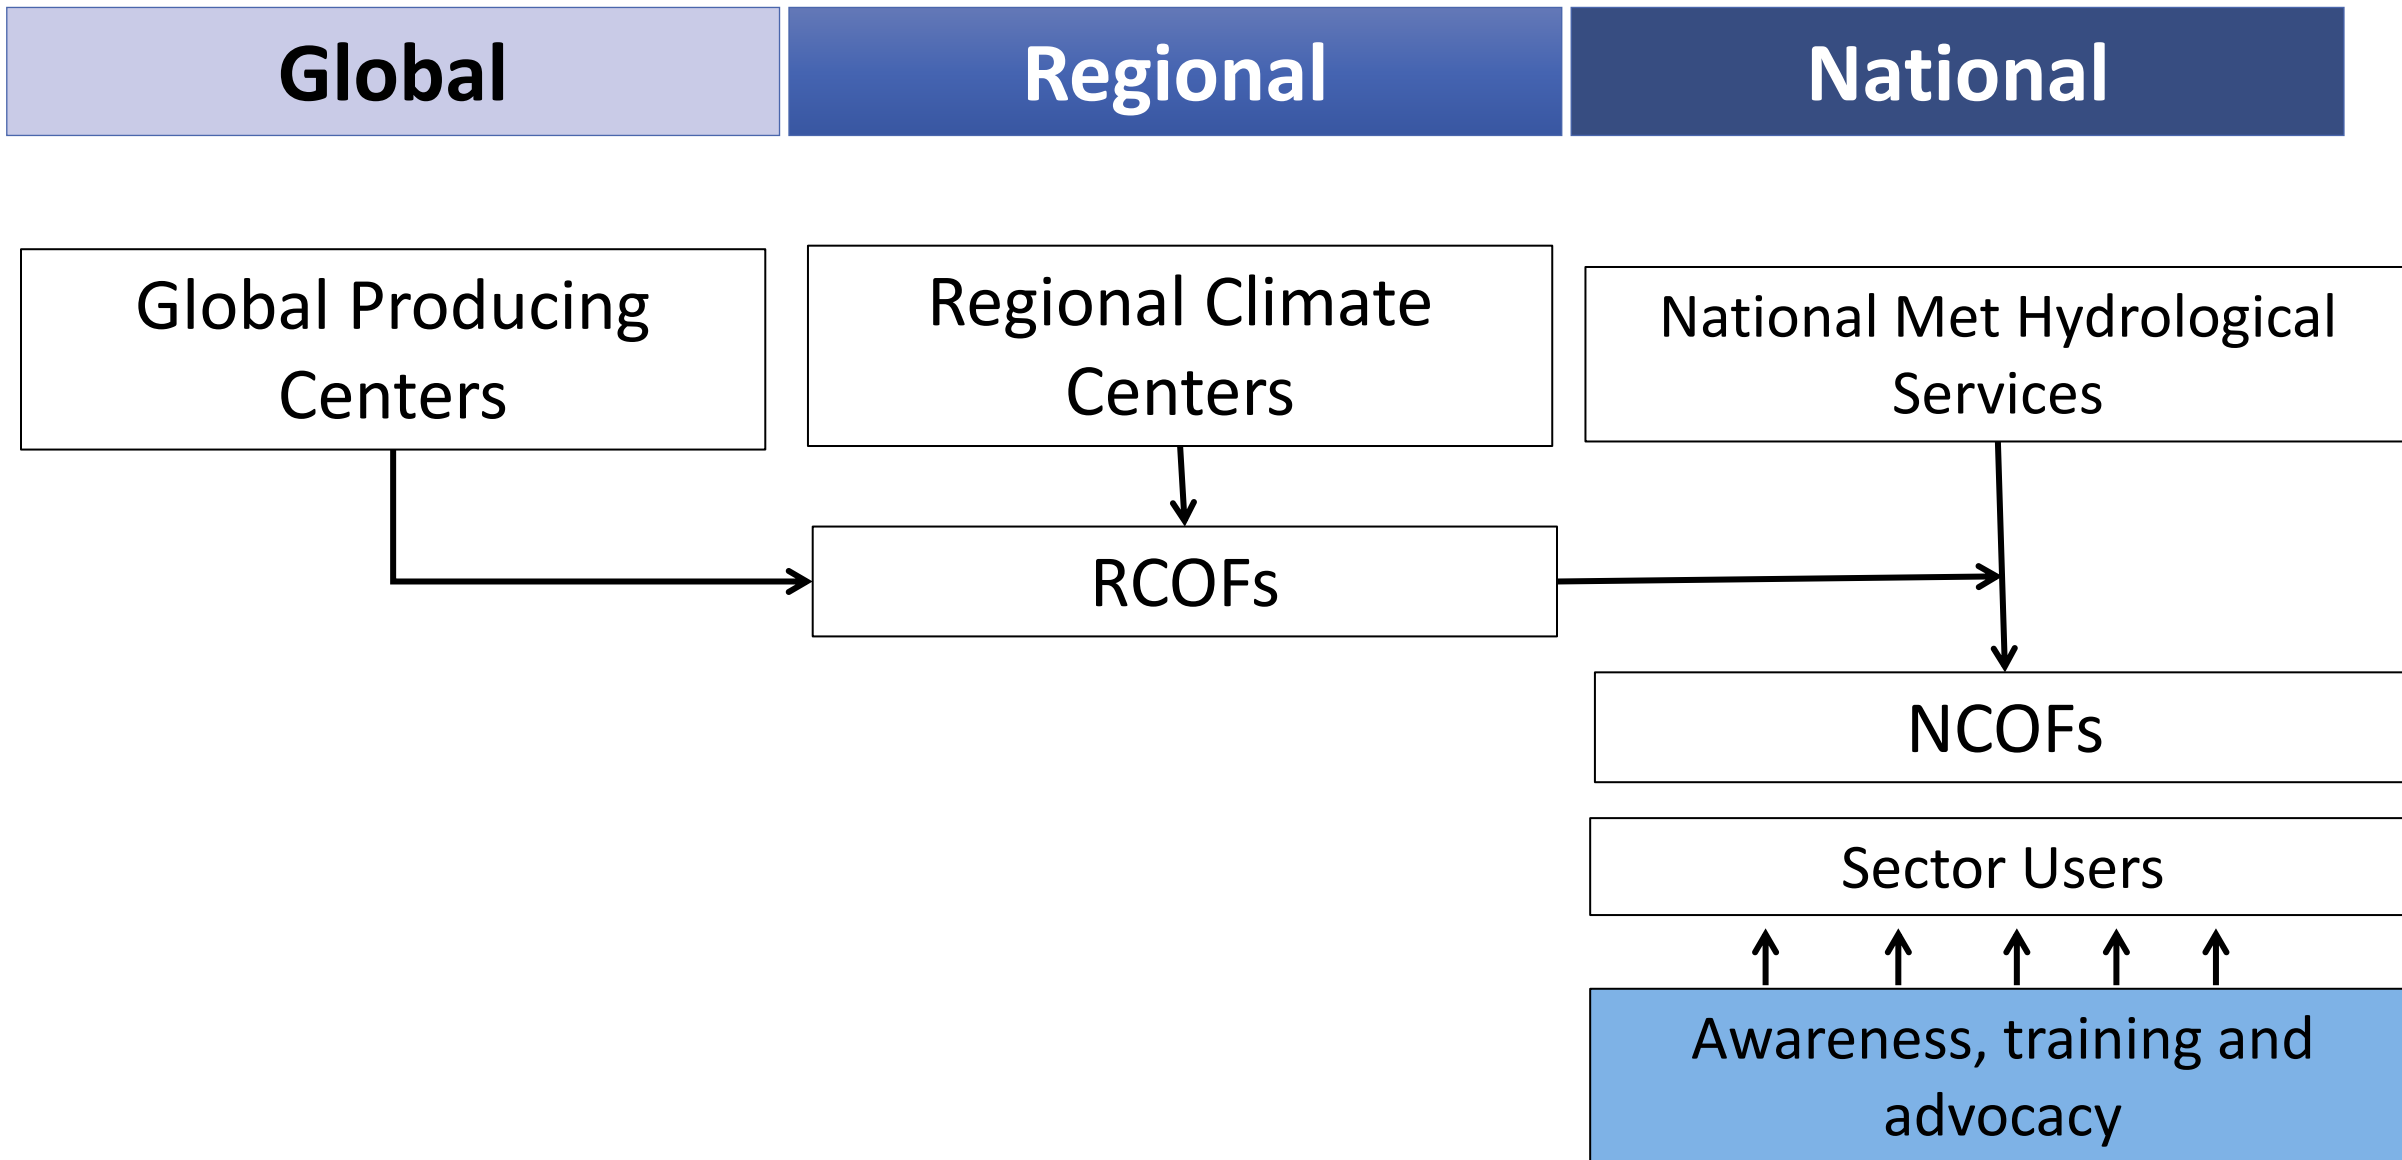 Global
Regional
National
Global Producing
Centers
Regional Climate
Centers
National Met Hydrological
Services
RCOFs
NCOFs
Sector Users
Awareness, training and
advocacy